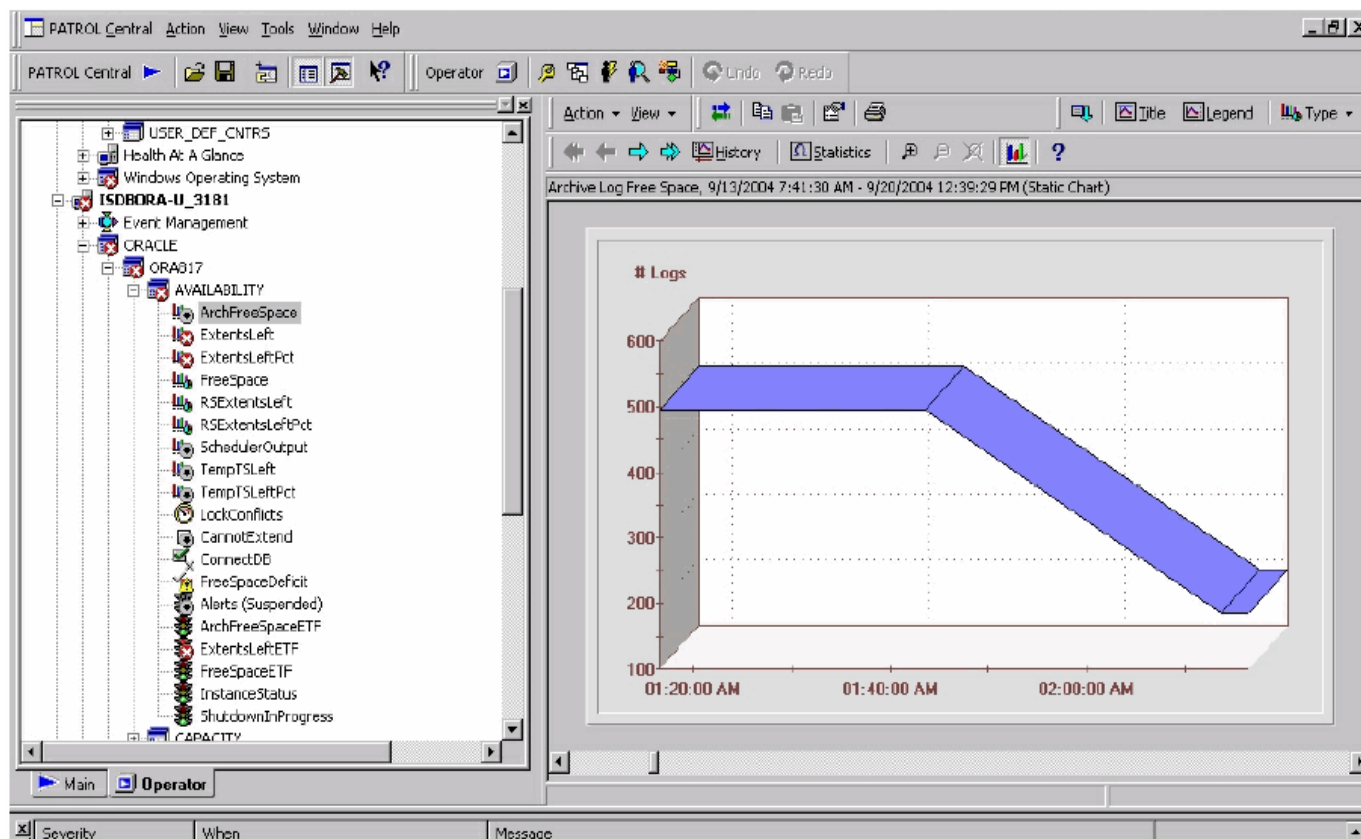 PATROL Central Action View Tools Window Help
PATROL Central Operator Undo Redo
USER_DEF_CNTRS
Health At A Glance
Windows Operating System
ISDBORA-U_3181
Event Management
ORACLE
ORA817
AVAILABILITY
ArchFreeSpace
ExtentsLeft
ExtentsLeftPct
FreeSpace
RSExtentsLeft
RSExtentsLeftPct
SchedulerOutput
TempTSLeft
TempTSLeftPct
LockConflicts
CannotExtend
ConnectDB
FreeSpaceDeficit
Alerts (Suspended)
ArchFreeSpaceETF
ExtentsLeftETF
FreeSpaceETF
InstanceStatus
ShutdownInProgress
CAPACITY
Main Operator
Action View Title Legend Type
History Statistics
Archive Log Free Space, 9/13/2004 7:41:30 AM - 9/20/2004 12:39:29 PM (Static Chart)
# Logs
600
500
400
300
200
100
01:20:00 AM 01:40:00 AM 02:00:00 AM
Severity When Message